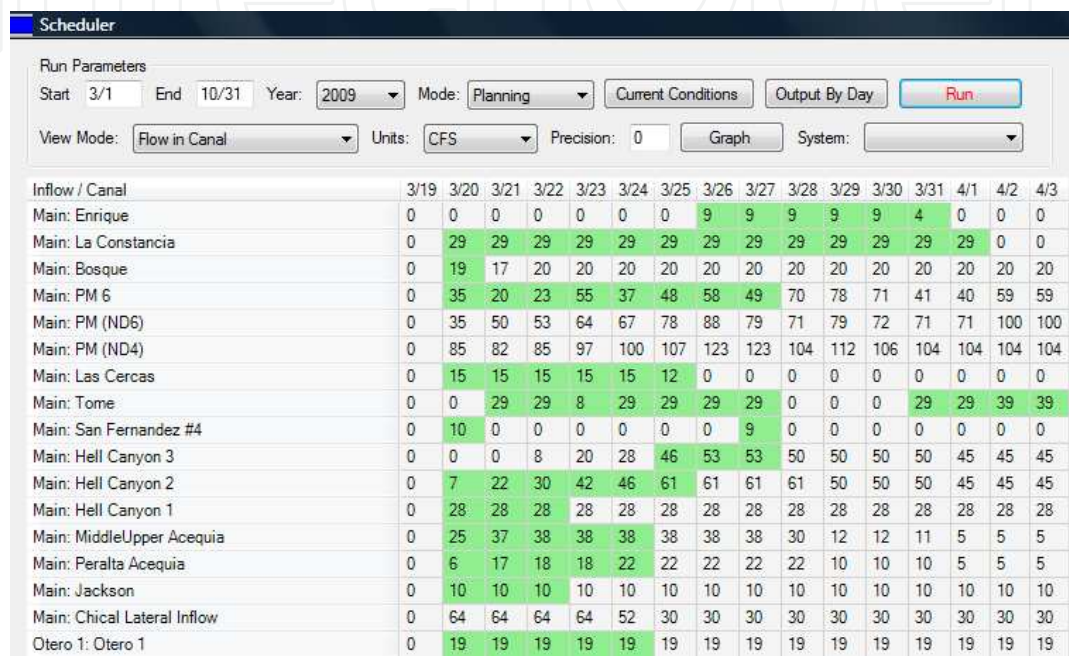 Scheduler
Run Parameters
Start 3/1 End 10/31 Year: 2009 Mode: Planning Current Conditions Output By Day Run
View Mode: Flow in Canal Units: CFS Precision: 0 Graph System:
Inflow / Canal 3/19 3/20 3/21 3/22 3/23 3/24 3/25 3/26 3/27 3/28 3/29 3/30 3/31 4/1 4/2 4/3
Main: Enrique 0 0 0 0 0 0 0 9 9 9 9 9 4 0 0 0
Main: La Constancia 0 29 29 29 29 29 29 29 29 29 29 29 29 29 0 0
Main: Bosque 0 19 17 20 20 20 20 20 20 20 20 20 20 20 20 20
Main: PM 6 0 35 20 23 55 37 48 58 49 70 78 71 41 40 59 59
Main: PM (ND6) 0 35 50 53 64 67 78 88 79 71 79 72 71 71 100 100
Main: PM (ND4) 0 85 82 85 97 100 107 123 123 104 112 106 104 104 104 104
Main: Las Cercas 0 15 15 15 15 15 12 0 0 0 0 0 0 0 0 0
Main: Tome 0 0 29 29 8 29 29 29 29 0 0 0 29 29 39 39
Main: San Fernandez #4 0 10 0 0 0 0 0 0 9 0 0 0 0 0 0 0
Main: Hell Canyon 3 0 0 0 8 20 28 46 53 53 50 50 50 50 45 45 45
Main: Hell Canyon 2 0 7 22 30 42 46 61 61 61 61 50 50 50 45 45 45
Main: Hell Canyon 1 0 28 28 28 28 28 28 28 28 28 28 28 28 28 28 28
Main: MiddleUpper Acequia 0 25 37 38 38 38 38 38 38 30 12 12 11 5 5 5
Main: Peralta Acequia 0 6 17 18 18 22 22 22 22 22 10 10 10 5 5 5
Main: Jackson 0 10 10 10 10 10 10 10 10 10 10 10 10 10 10 10
Main: Chical Lateral Inflow 0 64 64 64 64 52 30 30 30 30 30 30 30 30 30 30
Otero 1: Otero 1 0 19 19 19 19 19 19 19 19 19 19 19 19 19 19 19